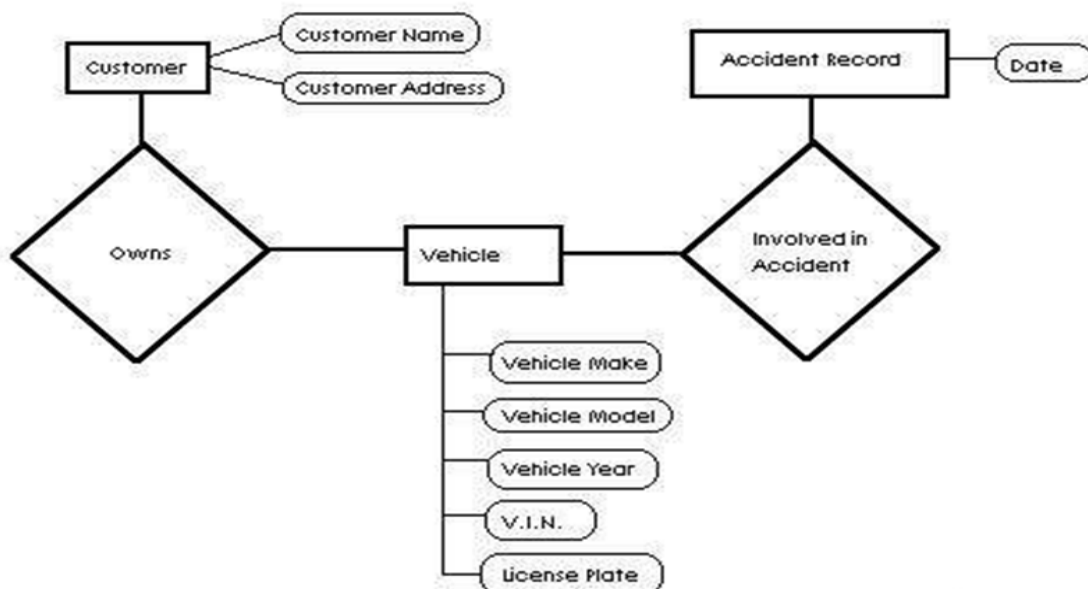 Customer
Customer Name
Customer Address
Accident Record
Date
Owns
Vehicle
Involved in
Accident
Vehicle Make
Vehicle Model
Vehicle Year
V.I.N.
License Plate